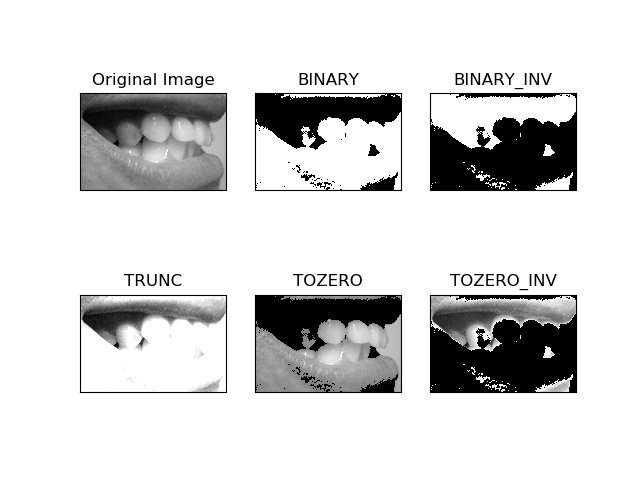 Original Image
BINARY
BINARY_INV
TRUNC
TOZERO
TOZERO_INV